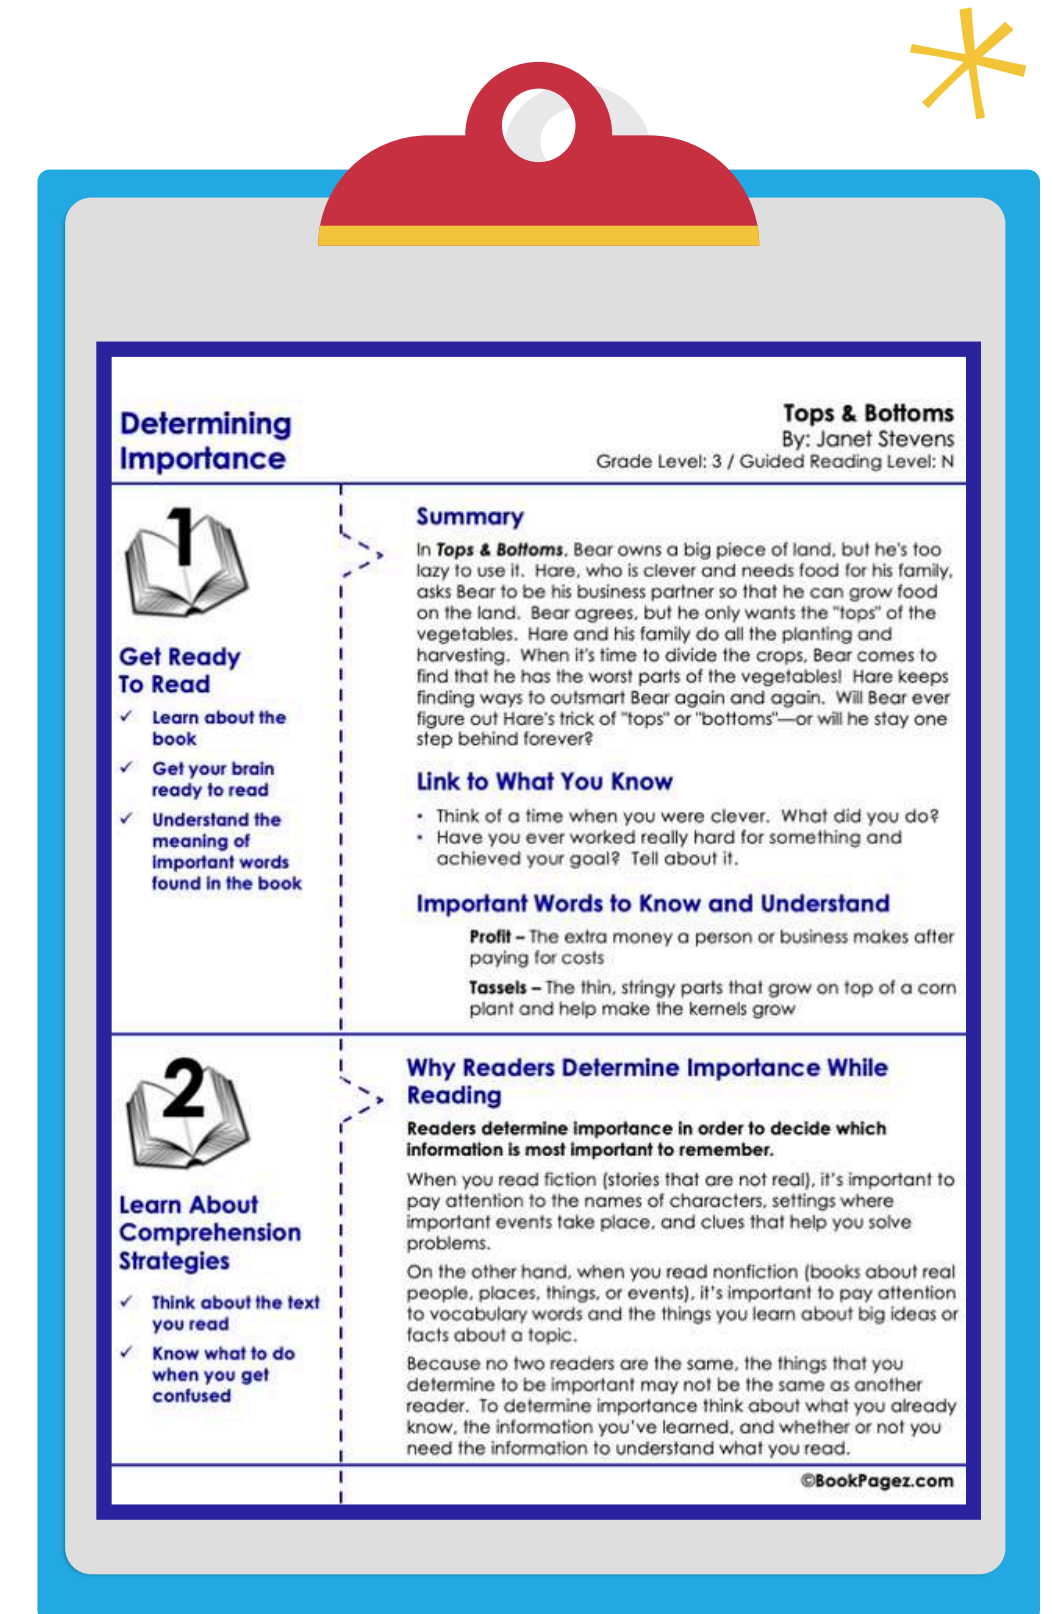 Determining
Importance
Tops & Bottoms
By: Janet Stevens
Grade Level: 3 / Guided Reading Level: N
1
Get Ready
To Read
✓ Learn about the
book
✓ Get your brain
ready to read
✓ Understand the
meaning of
important words
found in the book
Summary
In Tops & Bottoms, Bear owns a big piece of land, but he's too
lazy to use it. Hare, who is clever and needs food for his family,
asks Bear to be his business partner so that he can grow food
on the land. Bear agrees, but he only wants the "tops" of the
vegetables. Hare and his family do all the planting and
harvesting. When it's time to divide the crops, Bear comes to
find that he has the worst parts of the vegetables! Hare keeps
finding ways to outsmart Bear again and again. Will Bear ever
figure out Hare's trick of "tops" or "bottoms"—or will he stay one
step behind forever?
Link to What You Know
• Think of a time when you were clever. What did you do?
• Have you ever worked really hard for something and
achieved your goal? Tell about it.
Important Words to Know and Understand
Profit – The extra money a person or business makes after
paying for costs
Tassels – The thin, stringy parts that grow on top of a corn
plant and help make the kernels grow
2
Learn About
Comprehension
Strategies
✓ Think about the text
you read
✓ Know what to do
when you get
confused
Why Readers Determine Importance While
Reading
Readers determine importance in order to decide which
information is most important to remember.
When you read fiction (stories that are not real), it's important to
pay attention to the names of characters, settings where
important events take place, and clues that help you solve
problems.
On the other hand, when you read nonfiction (books about real
people, places, things, or events), it's important to pay attention
to vocabulary words and the things you learn about big ideas or
facts about a topic.
Because no two readers are the same, the things that you
determine to be important may not be the same as another
reader. To determine importance think about what you already
know, the information you've learned, and whether or not you
need the information to understand what you read.
©BookPagez.com